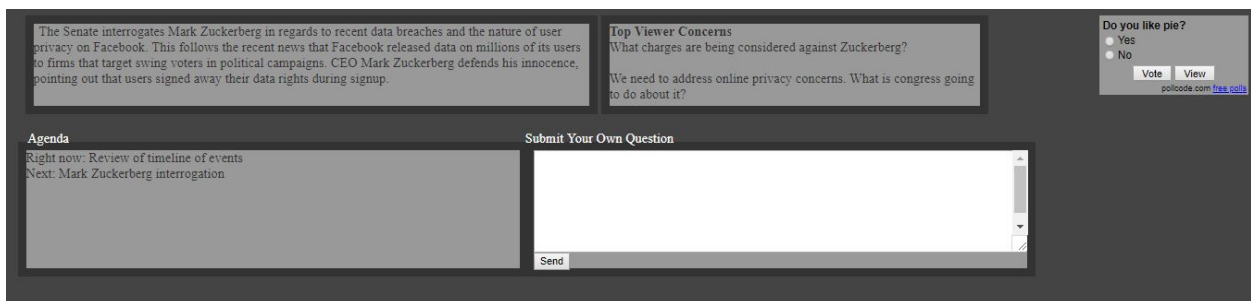 The Senate interrogates Mark Zuckerberg in regards to recent data breaches and the nature of user
privacy on Facebook. This follows the recent news that Facebook released data on millions of its users
to firms that target swing voters in political campaigns. CEO Mark Zuckerberg defends his innocence,
pointing out that users signed away their data rights during signup.
Top Viewer Concerns
What charges are being considered against Zuckerberg?
We need to address online privacy concerns. What is congress going
to do about it?
Do you like pie?
Yes
No
Vote View
pollcode.com free polls
Agenda
Right now: Review of timeline of events
Next: Mark Zuckerberg interrogation
Submit Your Own Question
Send